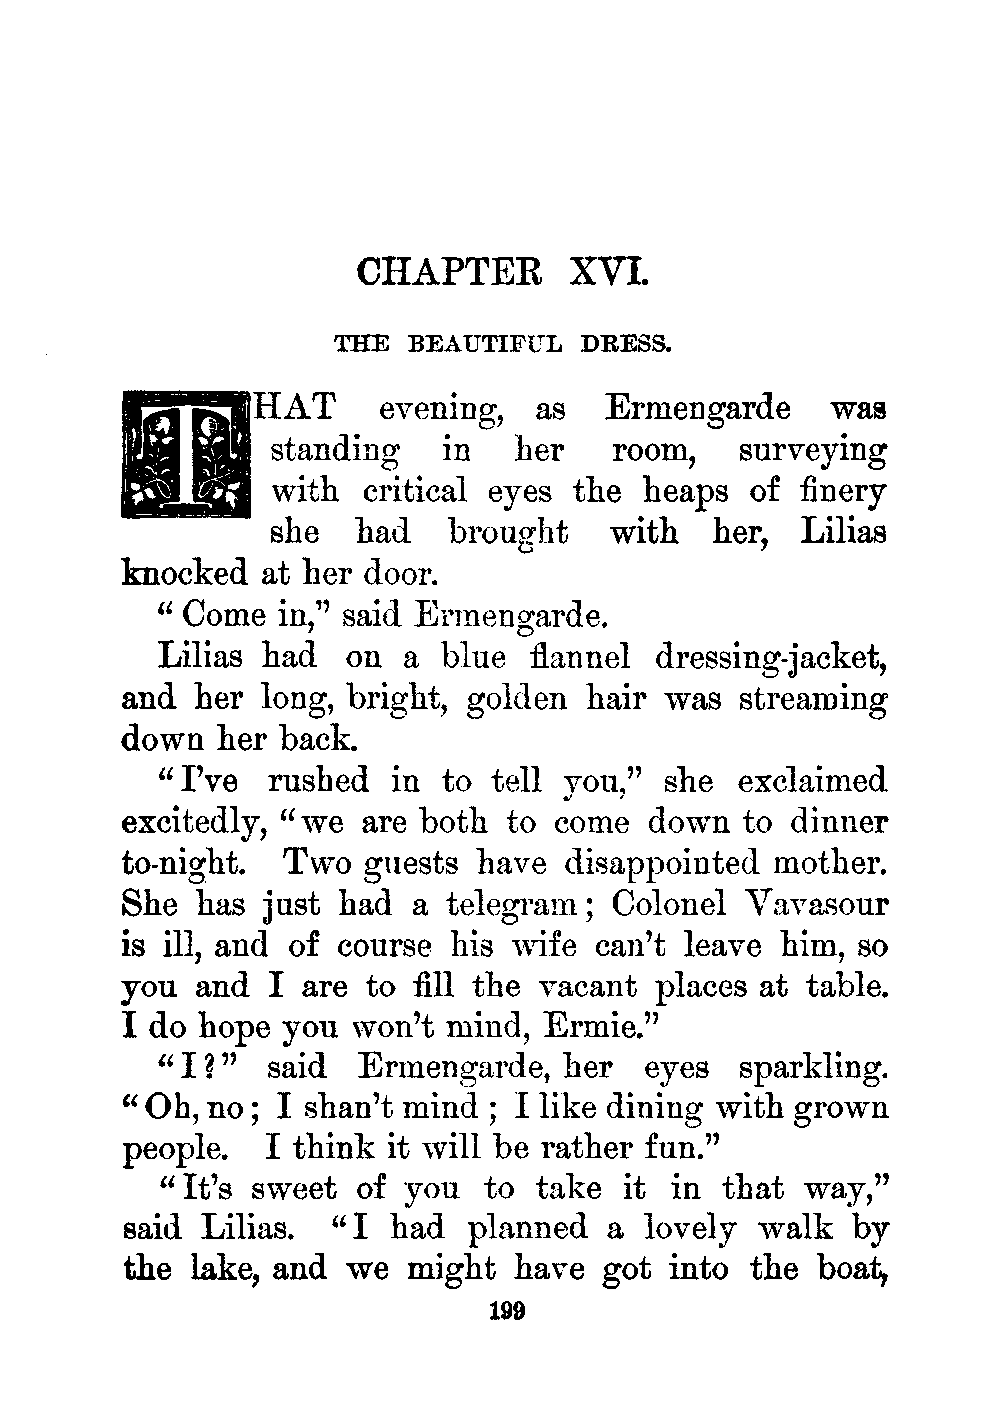 CHAPTER XVI.
THE BEAUTIFUL DRESS.
THAT evening, as Ermengarde was
standing in her room, surveying
with critical eyes the heaps of finery
she had brought with her, Lilias
knocked at her door.
“Come in,” said Ermengarde.
Lilias had on a blue flannel dressing-jacket,
and her long, bright, golden hair was streaming
down her back.
“I’ve rushed in to tell you,” she exclaimed
excitedly, “we are both to come down to dinner
to-night. Two guests have disappointed mother.
She has just had a telegram; Colonel Vavasour
is ill, and of course his wife can’t leave him, so
you and I are to fill the vacant places at table.
I do hope you won’t mind, Ermie.”
“I?” said Ermengarde, her eyes sparkling.
“Oh, no; I shan’t mind; I like dining with grown
people. I think it will be rather fun.”
“It’s sweet of you to take it in that way,”
said Lilias. “I had planned a lovely walk by
the lake, and we might have got into the boat,
199